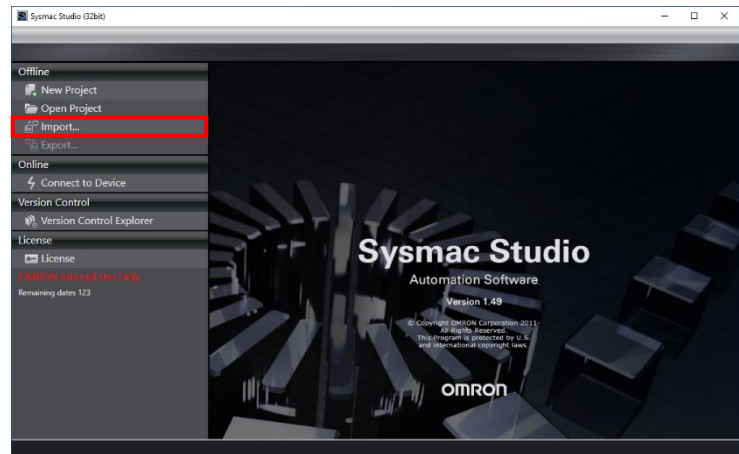 Sysmac Studio (32bit)
Offline
New Project
Open Project
Import...
Export...
Online
Connect to Device
Version Control
Version Control Explorer
License
License
OMRON Internal Use Only
Remaining dates 123
Sysmac Studio
Automation Software
Version 1.49
© Copyright OMRON Corporation 2011-
All Rights Reserved.
This Program is protected by U.S.
and international copyright laws.
OMRON